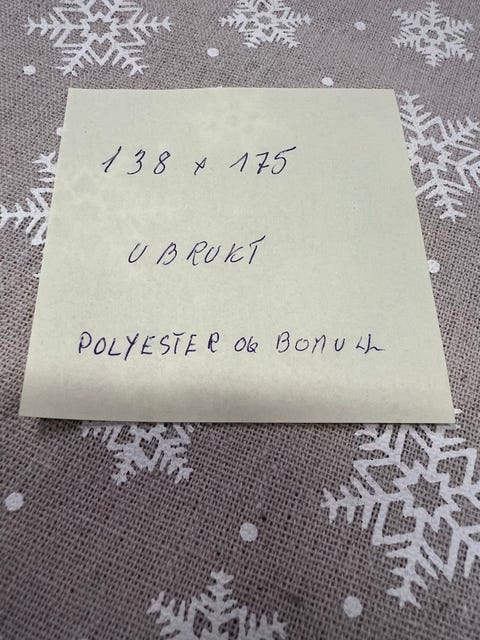 138 x 175
UBRUKT
POLYESTER OG BOMULL